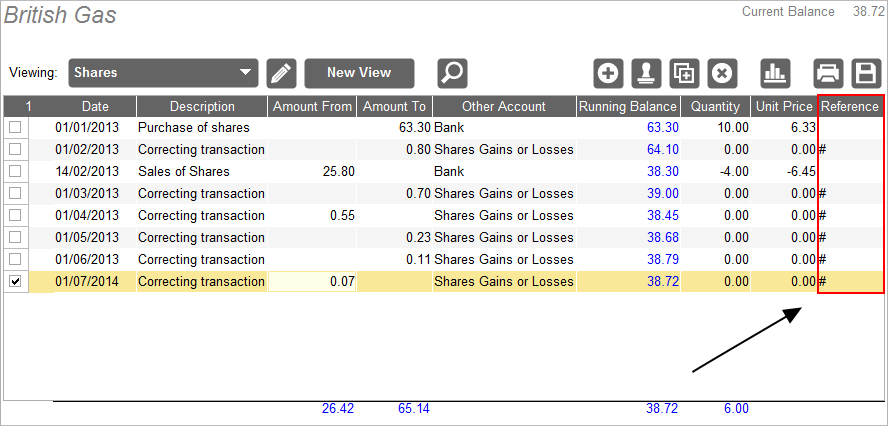 British Gas
Current Balance 38.72
Viewing: Shares New View
1 Date Description Amount From Amount To Other Account Running Balance Quantity Unit Price Reference
01/01/2013 Purchase of shares 63.30 Bank 63.30 10.00 6.33
01/02/2013 Correcting transaction 0.80 Shares Gains or Losses 64.10 0.00 0.00 #
14/02/2013 Sales of Shares 25.80 Bank 38.30 -4.00 -6.45
01/03/2013 Correcting transaction 0.70 Shares Gains or Losses 39.00 0.00 0.00 #
01/04/2013 Correcting transaction 0.55 Shares Gains or Losses 38.45 0.00 0.00 #
01/05/2013 Correcting transaction 0.23 Shares Gains or Losses 38.68 0.00 0.00 #
01/06/2013 Correcting transaction 0.11 Shares Gains or Losses 38.79 0.00 0.00 #
01/07/2014 Correcting transaction 0.07 Shares Gains or Losses 38.72 0.00 0.00 #
26.42 65.14 38.72 6.00